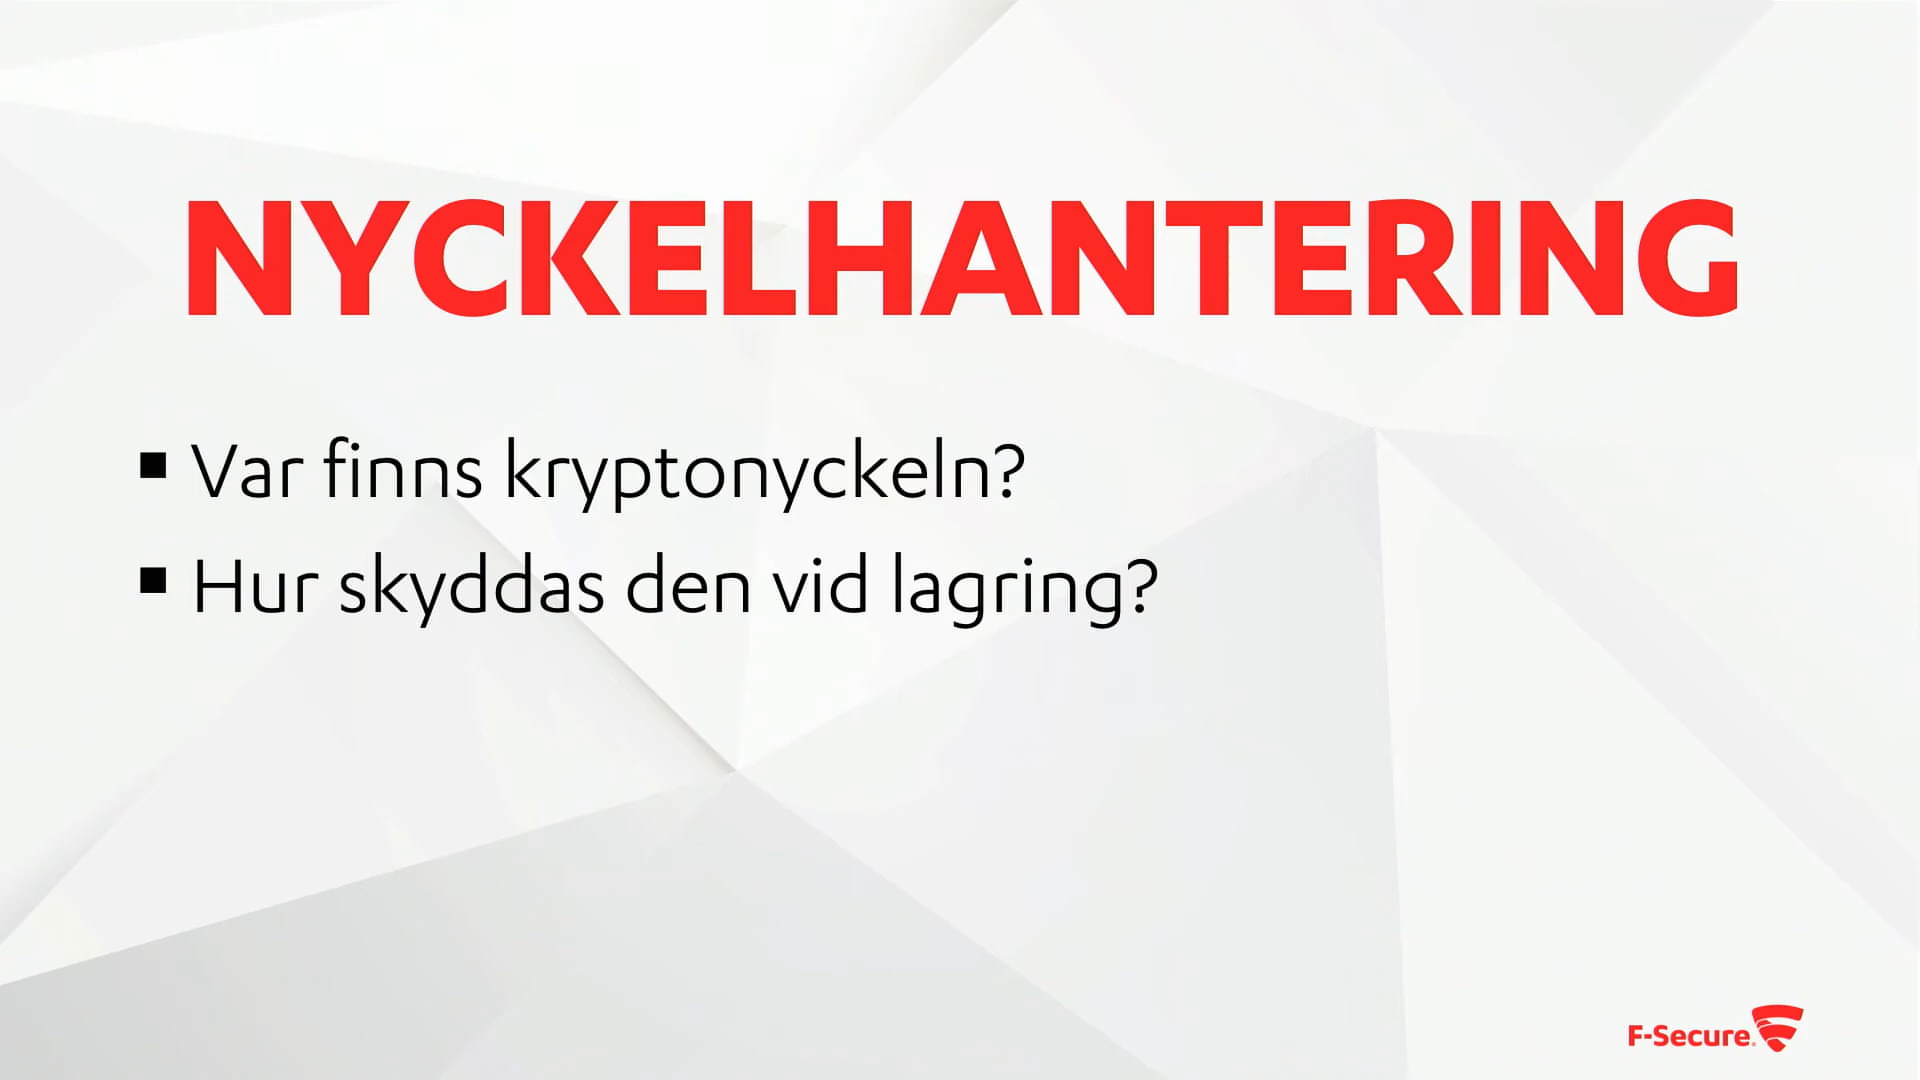 NYCKELHANTERING
▪ Var finns kryptonyckeln?
▪ Hur skyddas den vid lagring?
F-Secure.